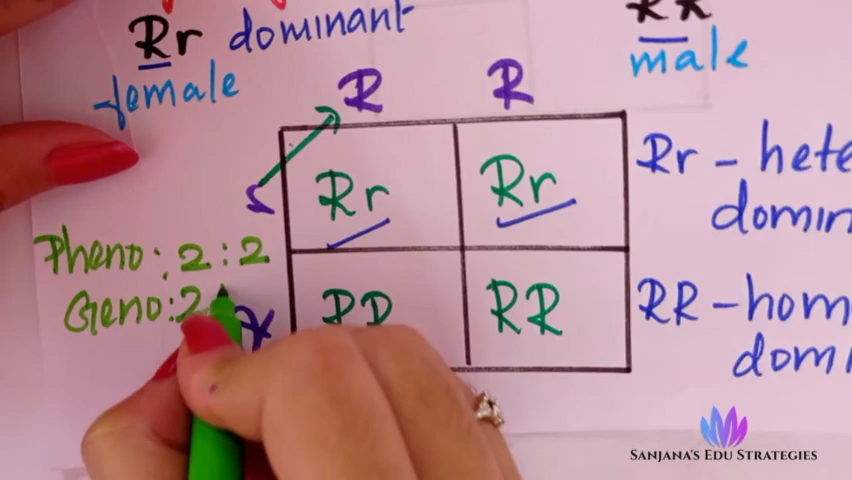 Rr dominant
RR
female
male
R R
Rr Rr
Rr - hete
domin
Pheno: 2:2
Geno: 2
RR
RR - hom
domi
SANJANA'S EDU STRATEGIES